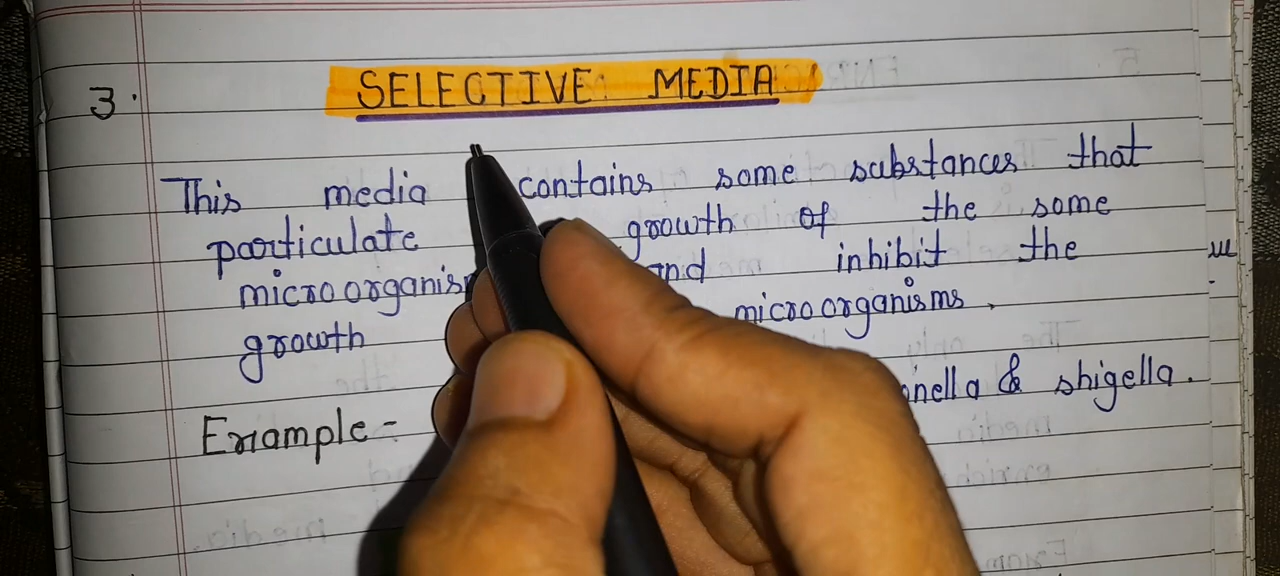 3. SELECTIVE MEDIA
This media contains some substances that
particulate growth of the some
microorganism and inhibit the
growth microorganisms.
Example - nella & shigella.